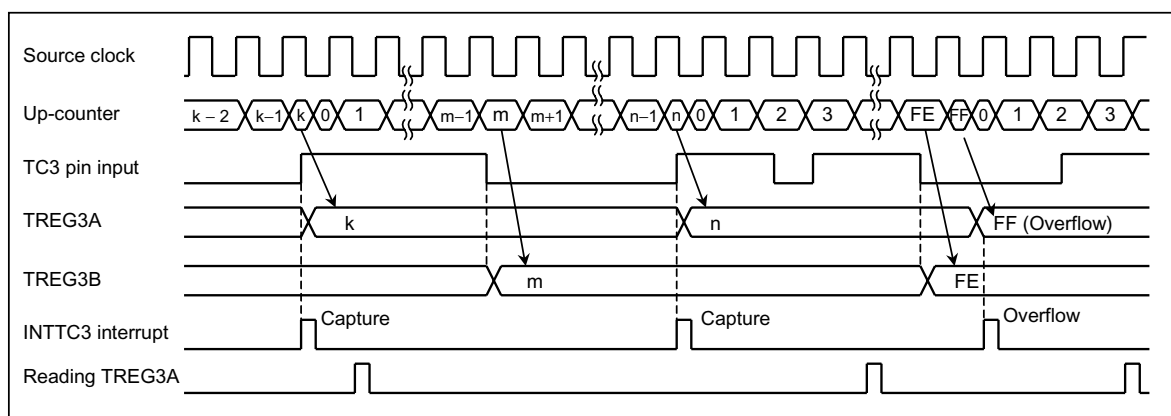 Source clock
Up-counter k – 2 k–1 k 0 1 m–1 m m+1 n–1 n 0 1 2 3 FE FF 0 1 2 3
TC3 pin input
TREG3A k n FF (Overflow)
TREG3B m FE
INTTC3 interrupt Capture Capture Overflow
Reading TREG3A